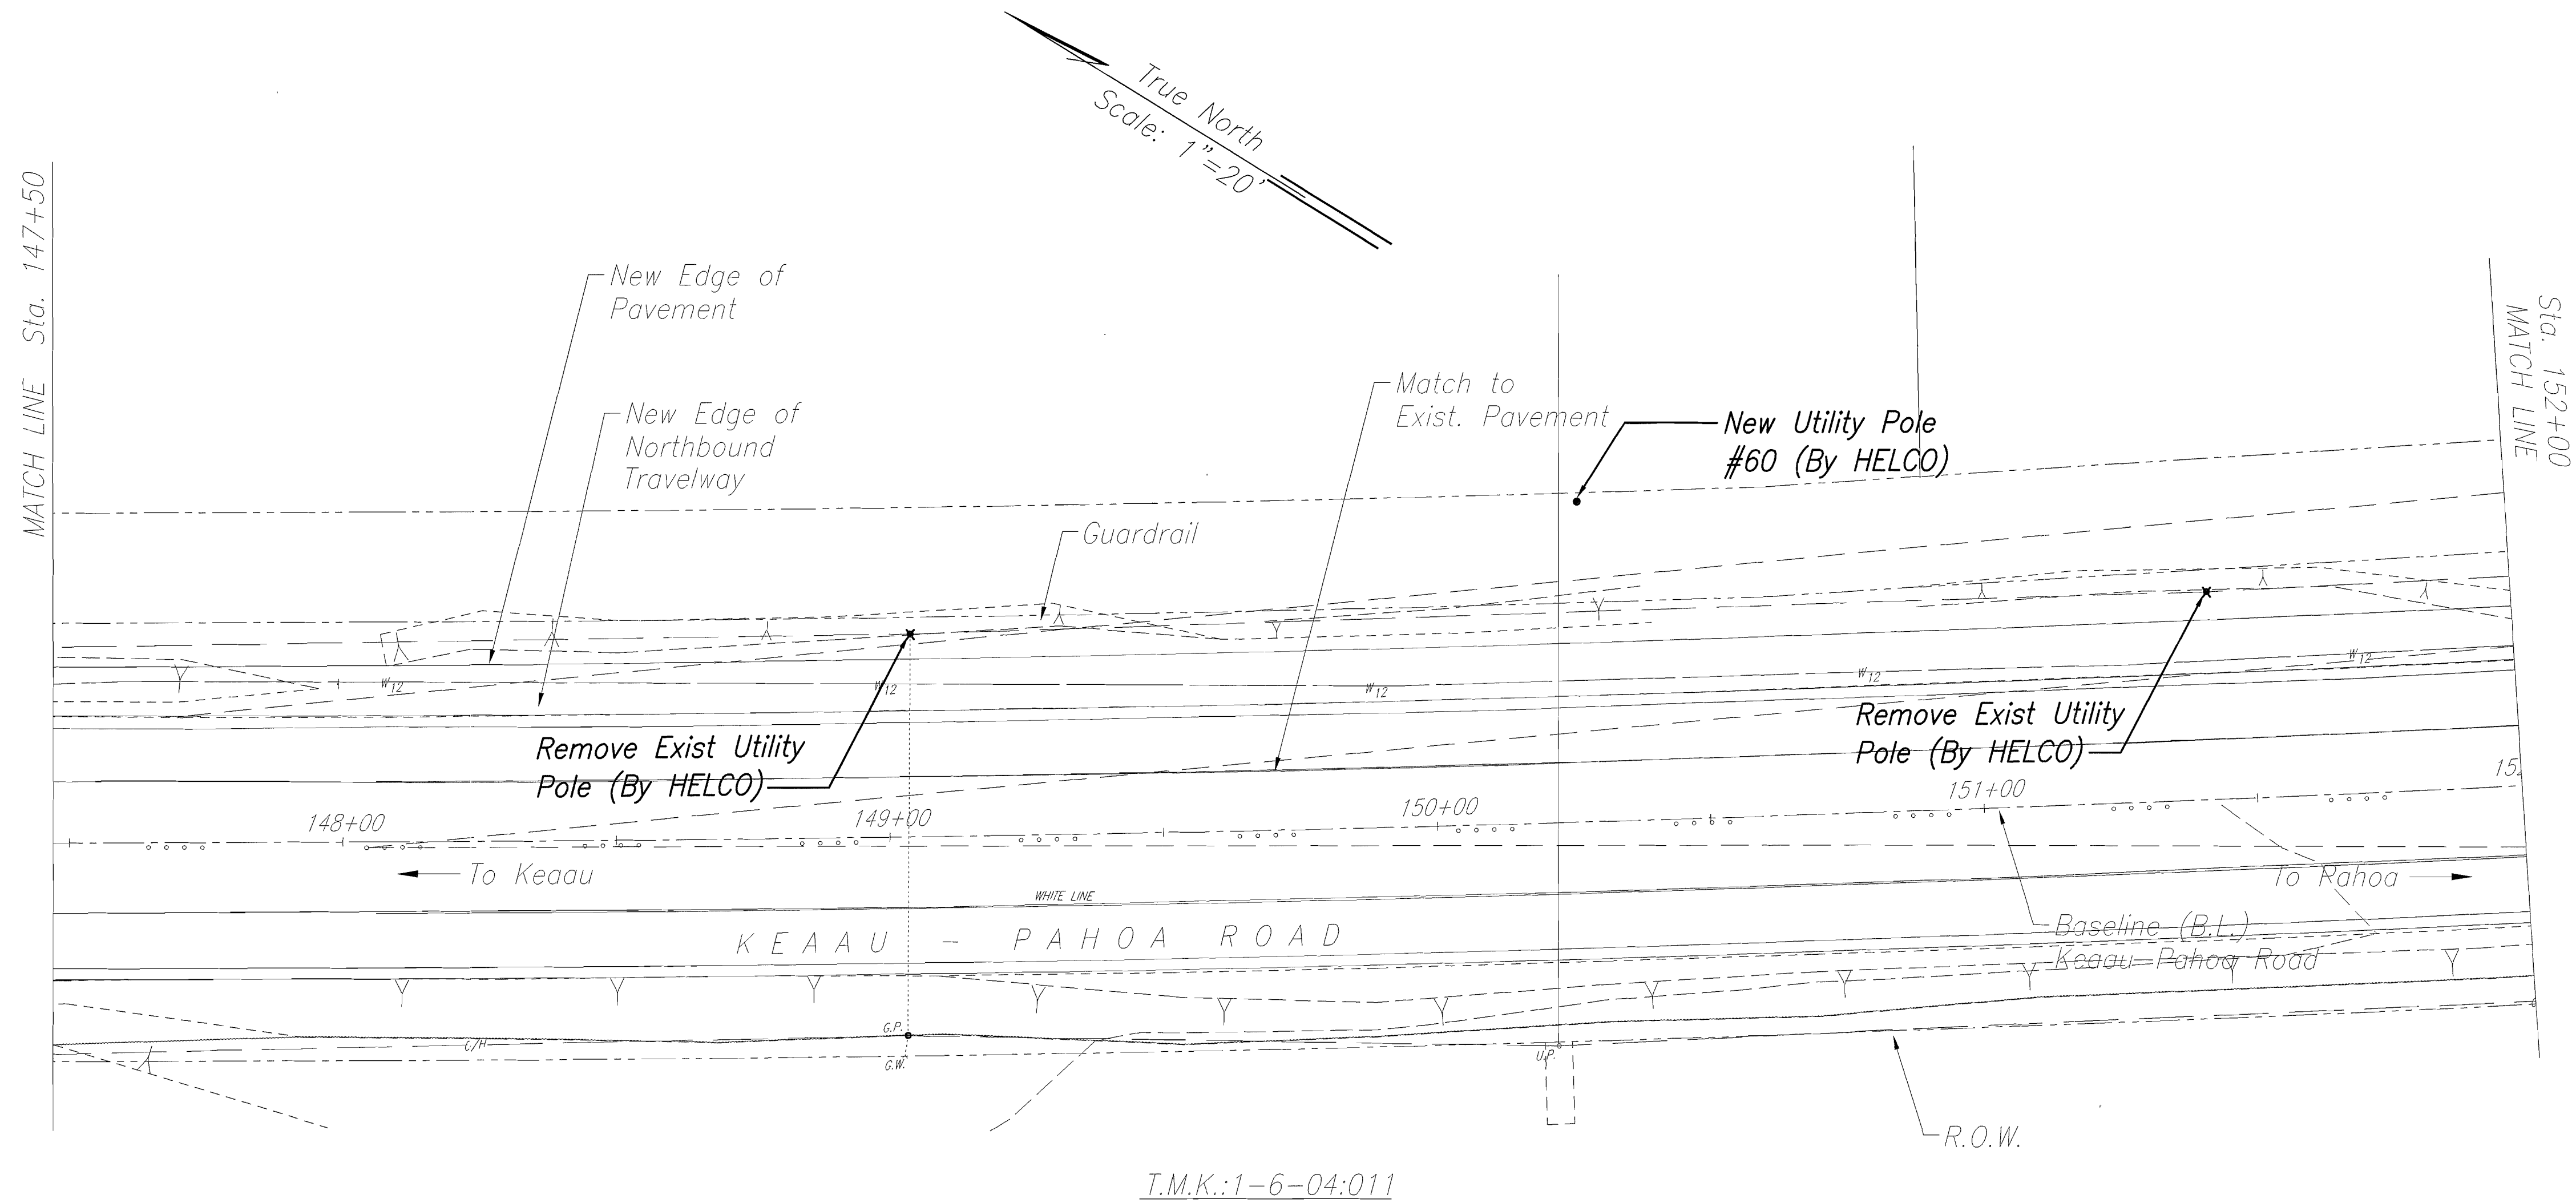 True North
Scale: 1"=20'
MATCH LINE Sta. 147+50
Sta. 152+00
MATCH LINE
New Edge of
Pavement
New Edge of
Northbound
Travelway
Match to
Exist. Pavement
New Utility Pole
#60 (By HELCO)
Guardrail
W12
W12
W12
W12
W12
Remove Exist Utility
Pole (By HELCO)
Remove Exist Utility
Pole (By HELCO)
148+00
149+00
150+00
151+00
152
To Keaau
To Pahoa
WHITE LINE
KEAAU - PAHOA ROAD
Baseline (B.L.)
Keaau-Pahoa Road
G.P.
G.W.
C/H
U.P.
R.O.W.
T.M.K.:1-6-04:011